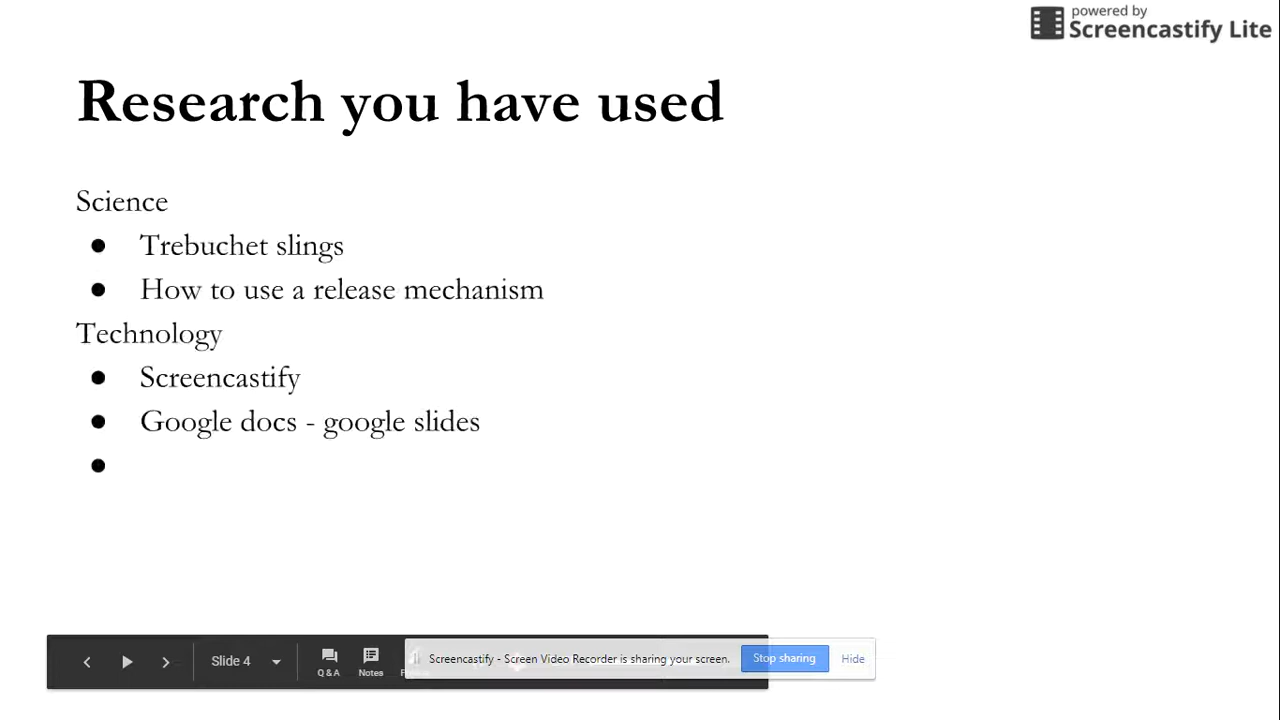 powered by
Screencastify Lite
Research you have used
Science
● Trebuchet slings
● How to use a release mechanism
Technology
● Screencastify
● Google docs - google slides
●
Slide 4
Q & A
Notes
Screencastify - Screen Video Recorder is sharing your screen.
Stop sharing
Hide